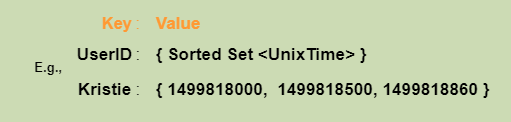 Key : Value
UserID : { Sorted Set <UnixTime> }
E.g.,
Kristie : { 1499818000, 1499818500, 1499818860 }